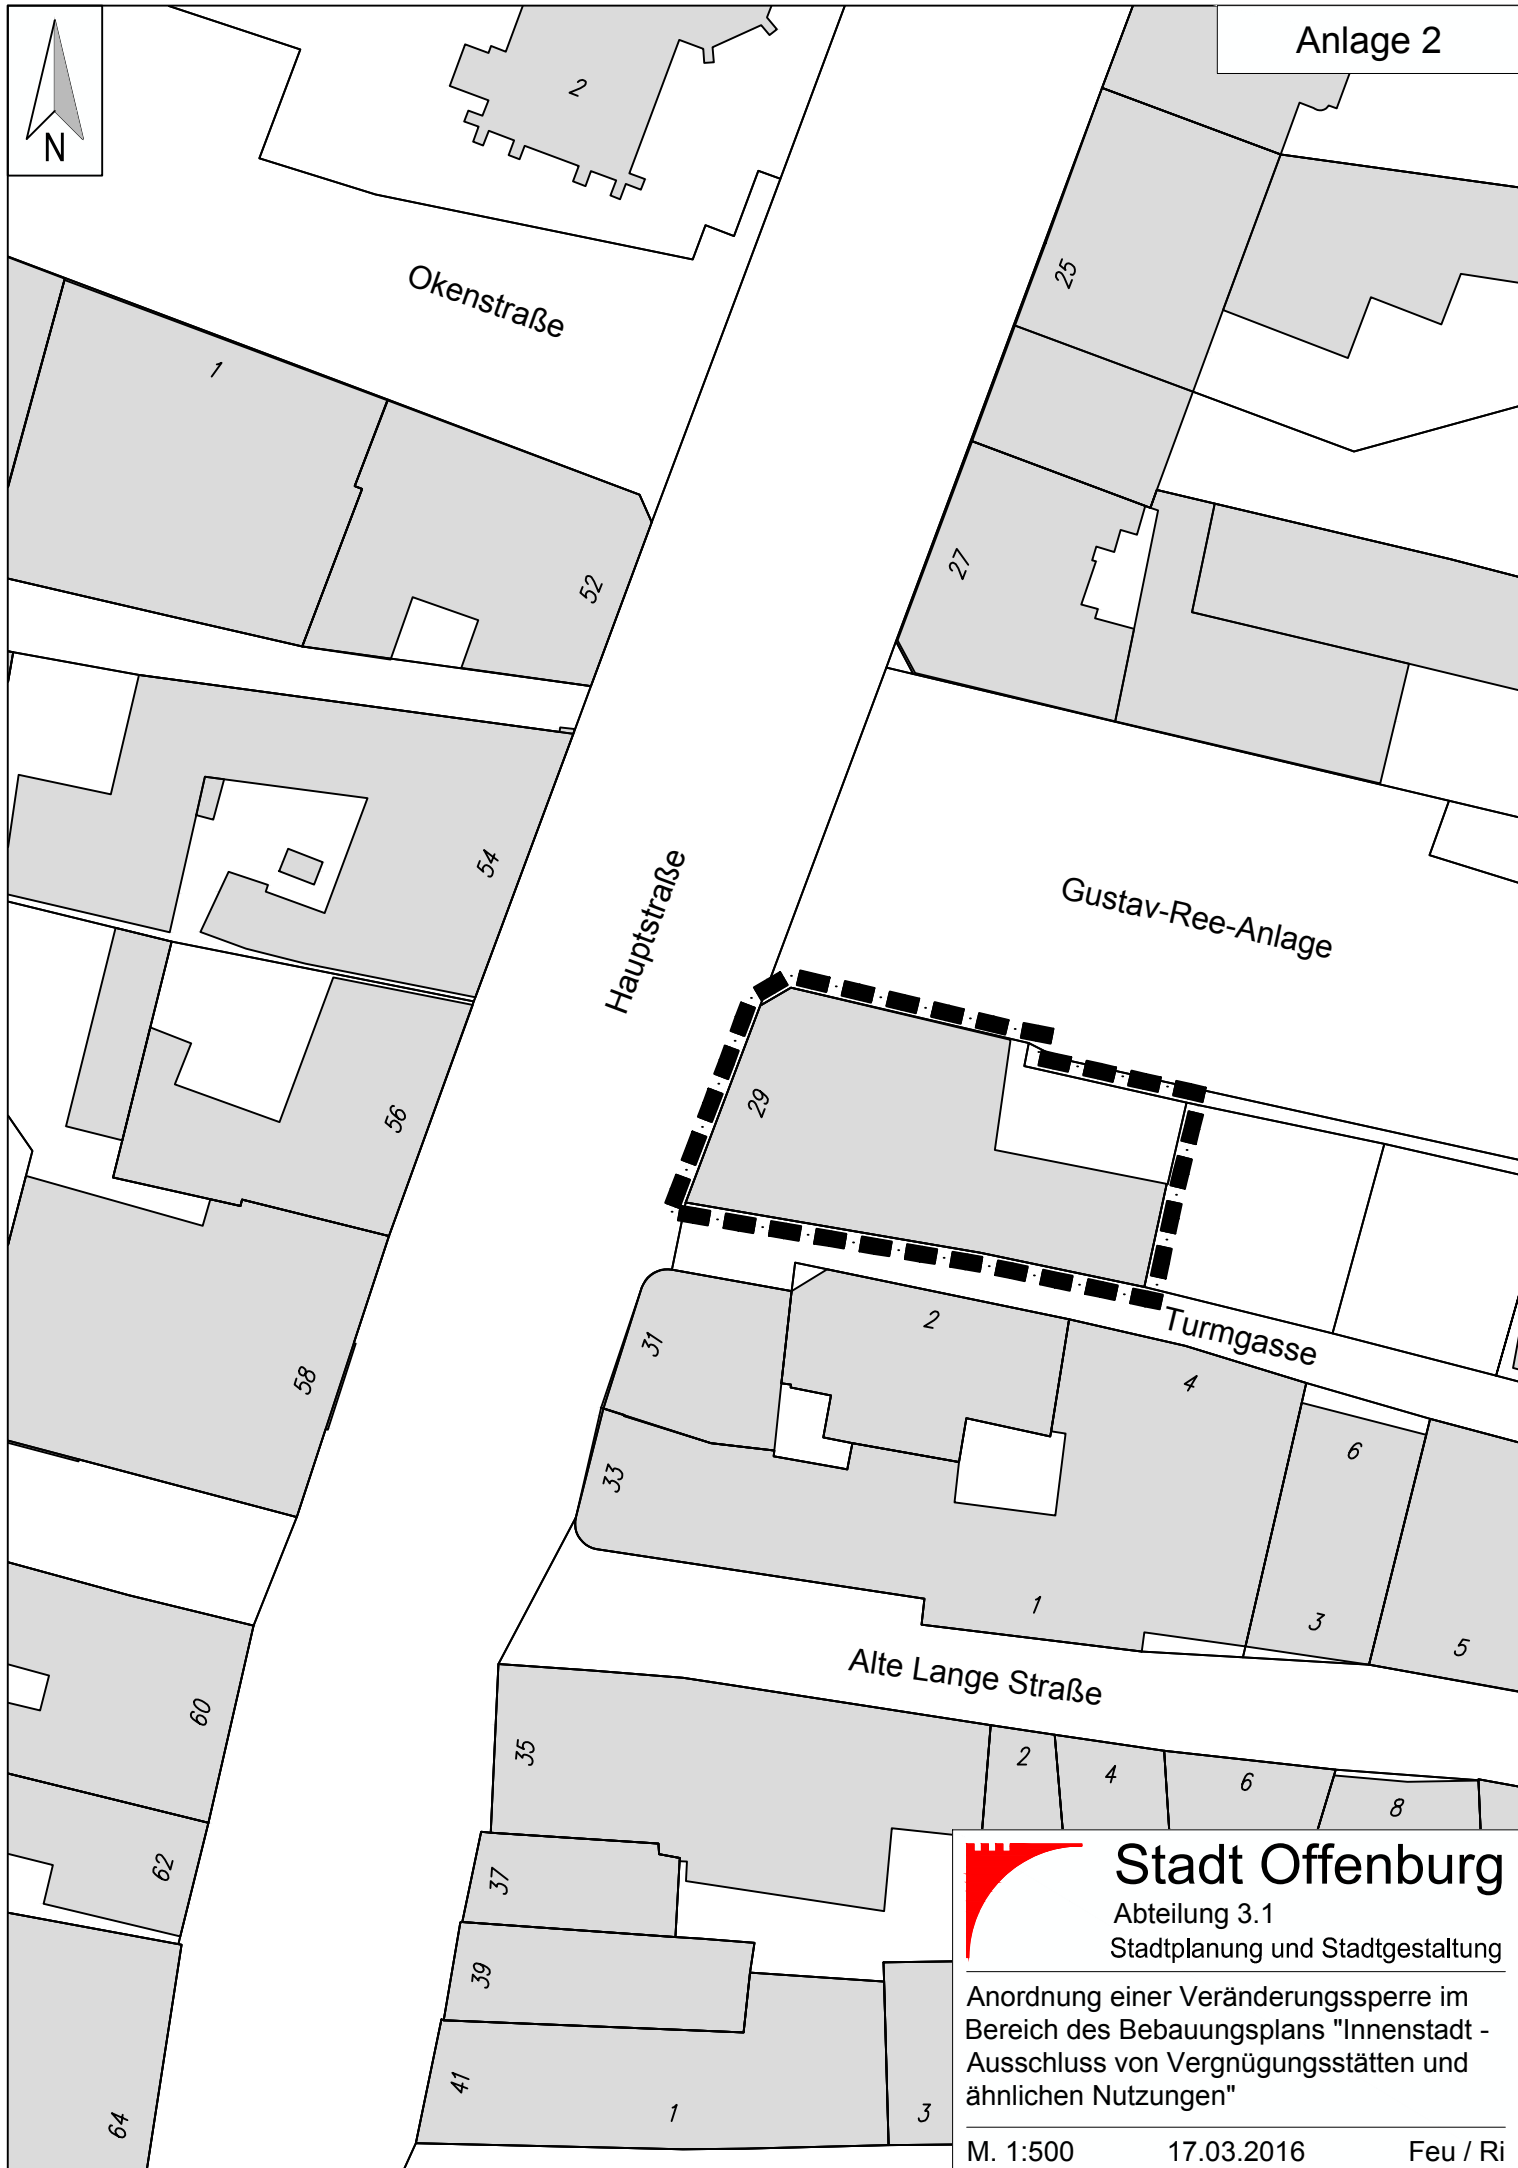 Anlage 2
N
2
Okenstraße
25
1
52
27
54
Hauptstraße
Gustav-Ree-Anlage
56
29
2
31
Turmgasse
58
4
33
6
1
3
5
Alte Lange Straße
60
35
2
4
6
8
62
37
39
41
1
3
64
Stadt Offenburg
Abteilung 3.1
Stadtplanung und Stadtgestaltung
Anordnung einer Veränderungssperre im
Bereich des Bebauungsplans "Innenstadt -
Ausschluss von Vergnügungsstätten und
ähnlichen Nutzungen"
M. 1:500 17.03.2016 Feu / Ri